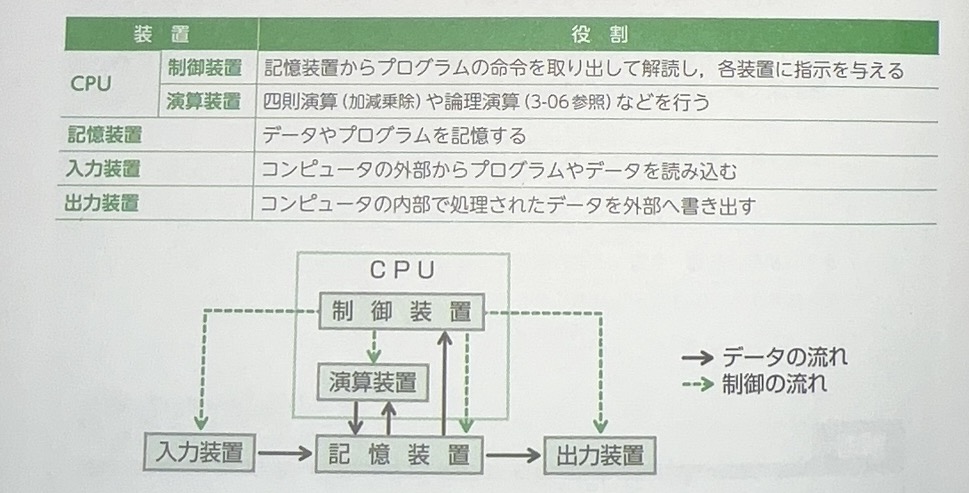 装置 役割
CPU 制御装置 記憶装置からプログラムの命令を取り出して解読し，各装置に指示を与える
演算装置 四則演算（加減乗除）や論理演算（3-06参照）などを行う
記憶装置 データやプログラムを記憶する
入力装置 コンピュータの外部からプログラムやデータを読み込む
出力装置 コンピュータの内部で処理されたデータを外部へ書き出す
CPU
制御装置
演算装置
入力装置 記憶装置 出力装置
データの流れ
制御の流れ